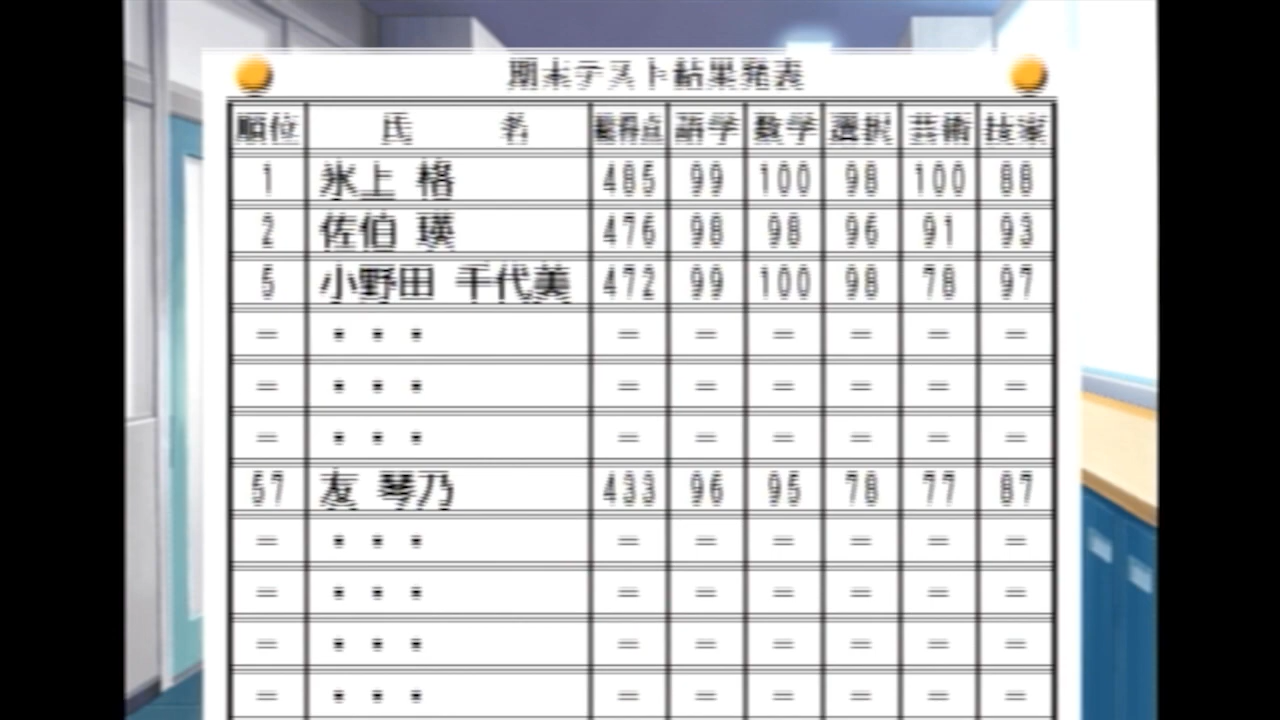 期末テスト結果発表
順位 氏 名 総得点 語学 数学 選択 芸術 技家
1 氷上 格 485 99 100 98 100 88
2 佐伯 瑛 476 98 98 96 91 93
5 小野田 千代美 472 99 100 98 78 97
= ・・・ = = = = = =
= ・・・ = = = = = =
= ・・・ = = = = = =
57 友 琴乃 433 96 95 78 77 87
= ・・・ = = = = = =
= ・・・ = = = = = =
= ・・・ = = = = = =
= ・・・ = = = = = =